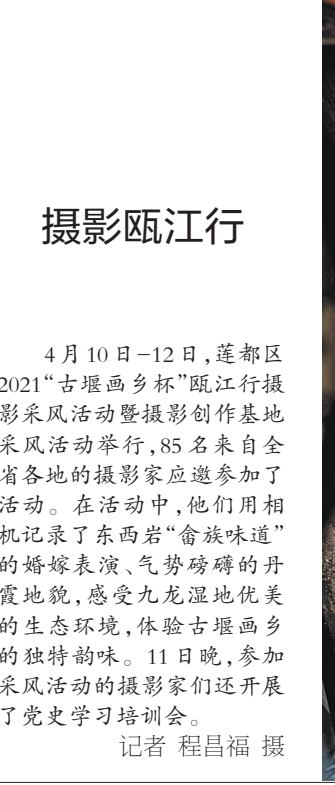 摄影瓯江行
4月10日-12日,莲都区
2021“古堰画乡杯”瓯江行摄
影采风活动暨摄影创作基地
采风活动举行,85名来自全
省各地的摄影家应邀参加了
活动。在活动中,他们用相
机记录了东西岩“畲族味道”
的婚嫁表演、气势磅礴的丹
霞地貌,感受九龙湿地优美
的生态环境,体验古堰画乡
的独特韵味。11日晚,参加
采风活动的摄影家们还开展
了党史学习培训会。
记者 程昌福 摄